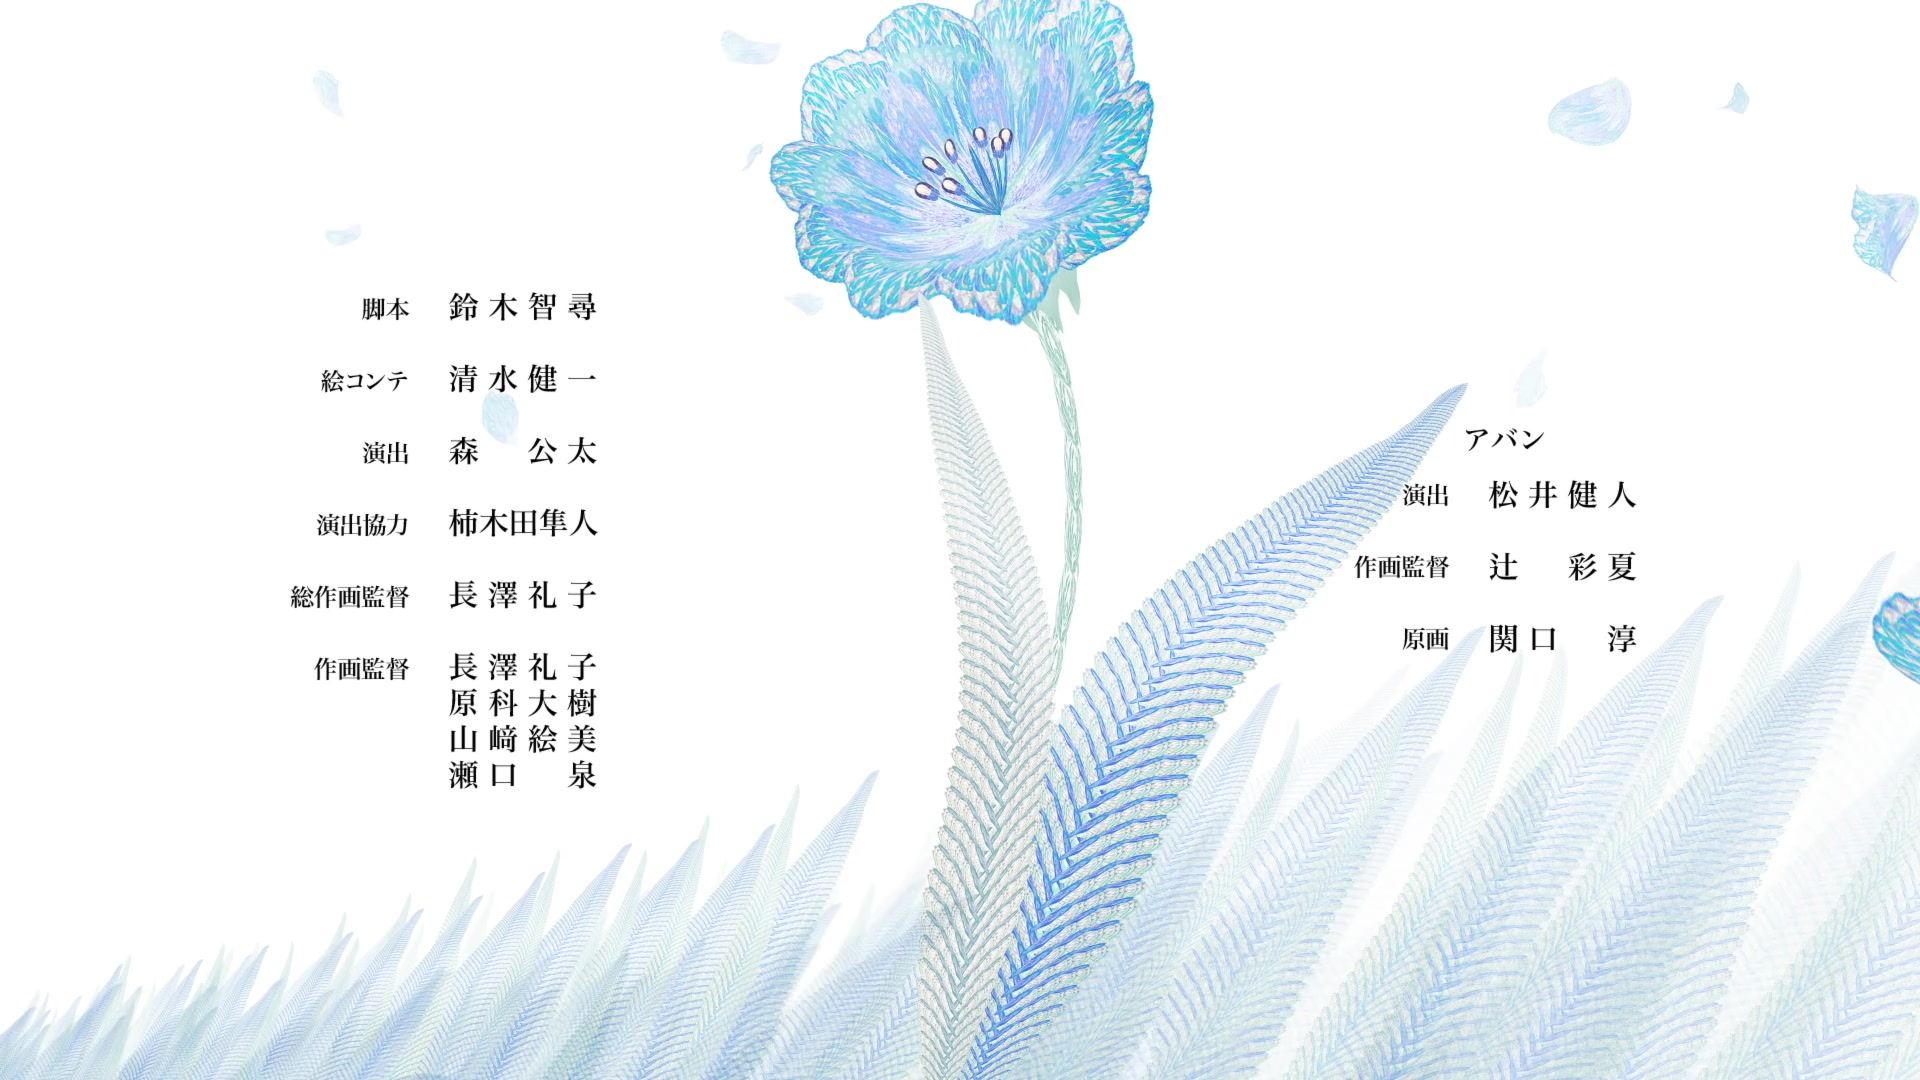 脚本 鈴木智尋
絵コンテ 清水健一
演出 森 公太
演出協力 柿木田隼人
総作画監督 長澤礼子
作画監督 長澤礼子
原科大樹
山﨑絵美
瀬口 泉
アバン
演出 松井健人
作画監督 辻 彩夏
原画 関口 淳